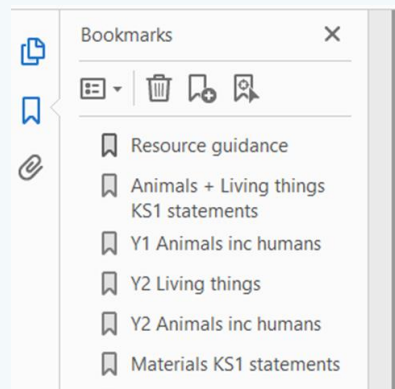 Bookmarks
Resource guidance
Animals + Living things
KS1 statements
Y1 Animals inc humans
Y2 Living things
Y2 Animals inc humans
Materials KS1 statements